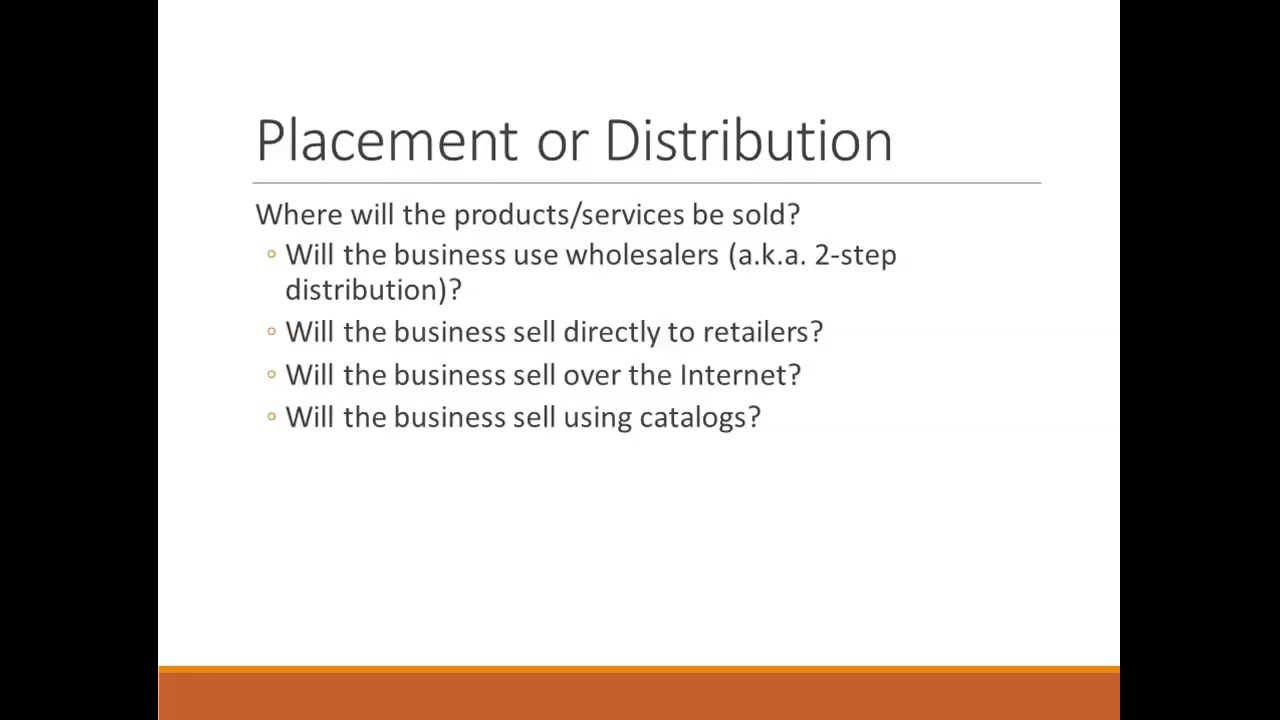 Placement or Distribution
Where will the products/services be sold?
◦ Will the business use wholesalers (a.k.a. 2-step
distribution)?
◦ Will the business sell directly to retailers?
◦ Will the business sell over the Internet?
◦ Will the business sell using catalogs?